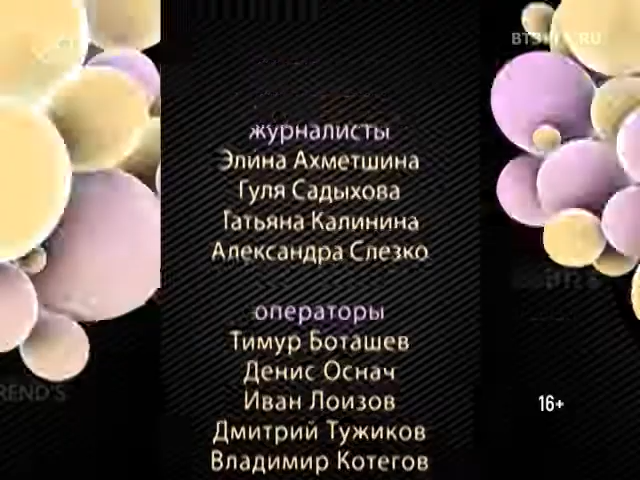 журналисты
Элина Ахметшина
Гуля Садыхова
Татьяна Калинина
Александра Слезко
операторы
Тимур Боташев
Денис Оснач
Иван Лоизов
Дмитрий Тужиков
Владимир Котегов
REND'S
16+